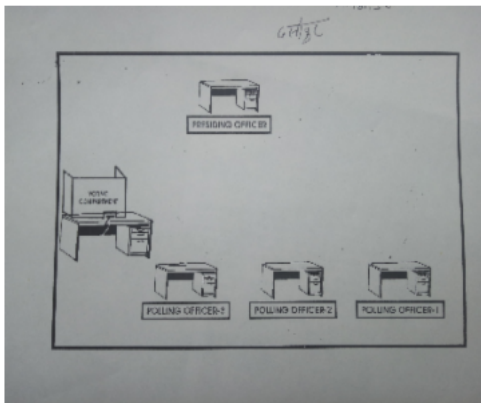 PRESIDING OFFICER
VOTING
COMPARTMENT
POLLING OFFICER-3
POLLING OFFICER-2
POLLING OFFICER-1